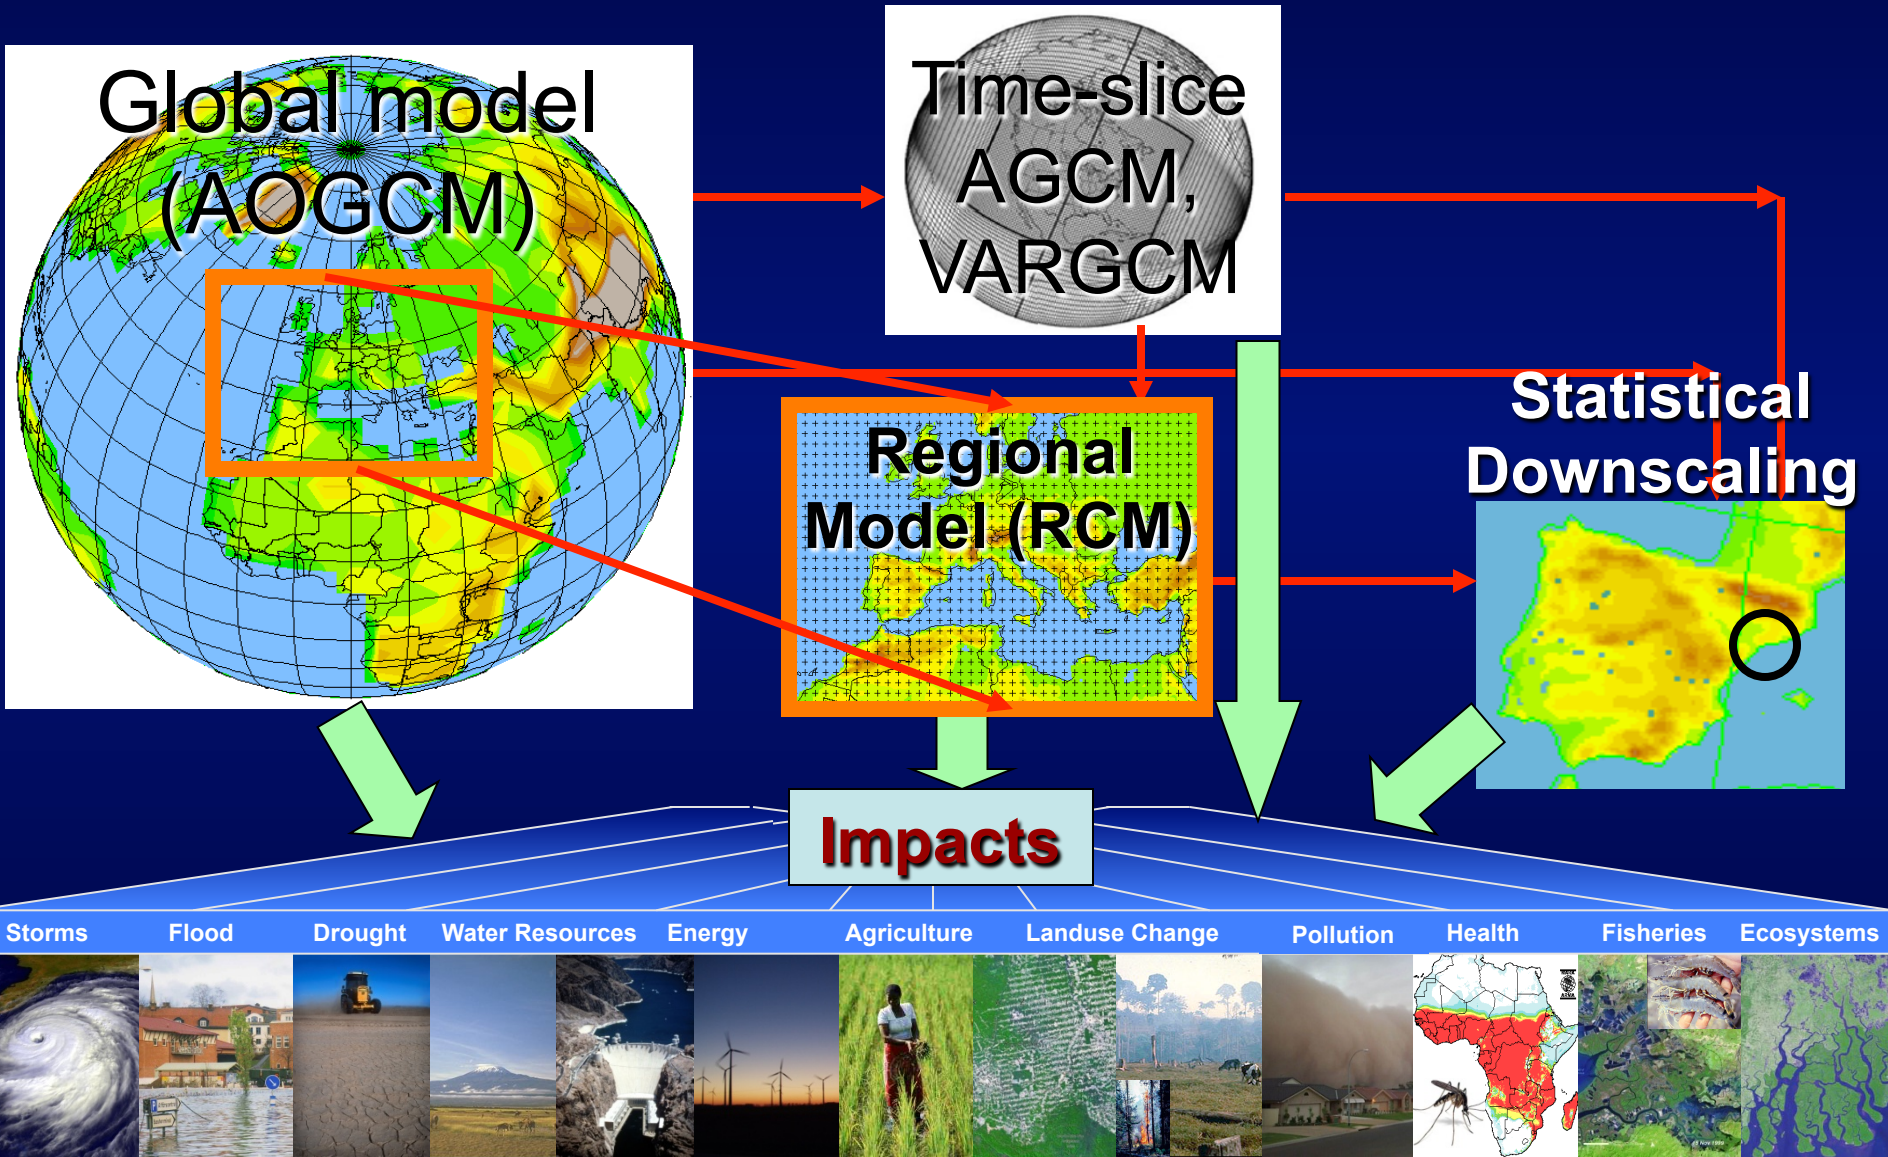 Global model
(AOGCM)
Time-slice
AGCM,
VARGCM
Regional
Model (RCM)
Statistical
Downscaling
Impacts
Storms
Flood
Drought
Water Resources
Energy
Agriculture
Landuse Change
Pollution
Health
Fisheries
Ecosystems